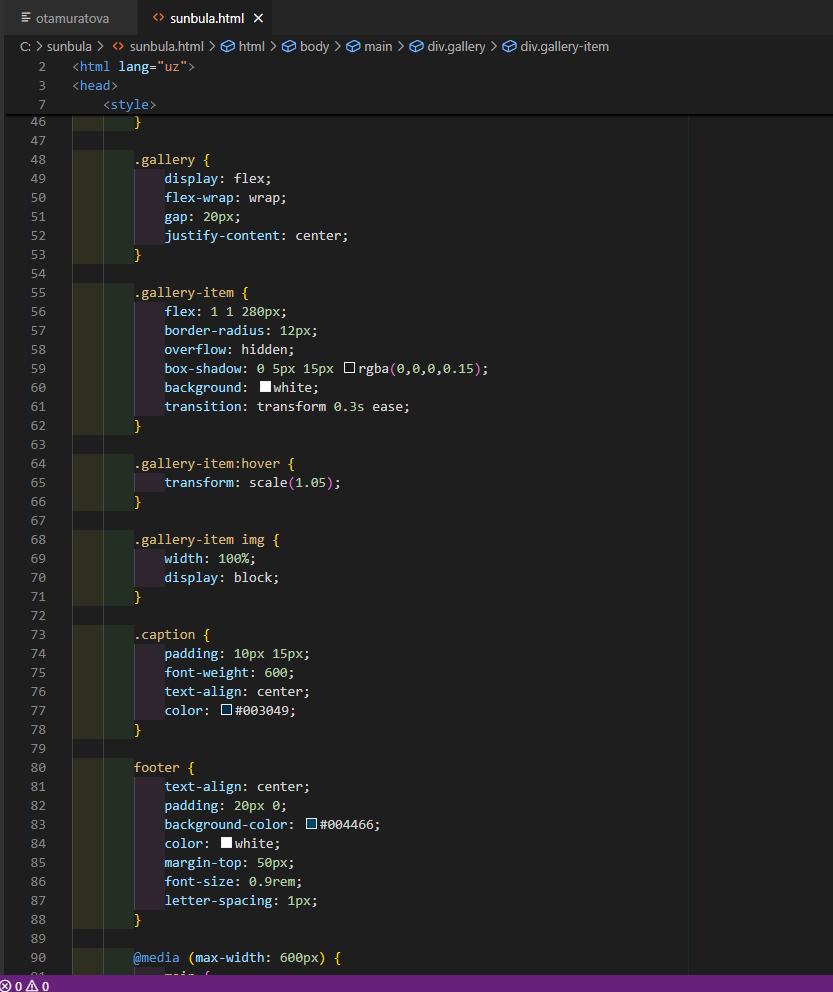 otamuratova
sunbula.html
C: > sunbula > sunbula.html > html > body > main > div.gallery > div.gallery-item
2 <html lang="uz">
3 <head>
7 <style>
46 }
47
48 .gallery {
49 display: flex;
50 flex-wrap: wrap;
51 gap: 20px;
52 justify-content: center;
53 }
54
55 .gallery-item {
56 flex: 1 1 280px;
57 border-radius: 12px;
58 overflow: hidden;
59 box-shadow: 0 5px 15px rgba(0,0,0,0.15);
60 background: white;
61 transition: transform 0.3s ease;
62 }
63
64 .gallery-item:hover {
65 transform: scale(1.05);
66 }
67
68 .gallery-item img {
69 width: 100%;
70 display: block;
71 }
72
73 .caption {
74 padding: 10px 15px;
75 font-weight: 600;
76 text-align: center;
77 color: #003049;
78 }
79
80 footer {
81 text-align: center;
82 padding: 20px 0;
83 background-color: #004466;
84 color: white;
85 margin-top: 50px;
86 font-size: 0.9rem;
87 letter-spacing: 1px;
88 }
89
90 @media (max-width: 600px) {
91 main {
0 0